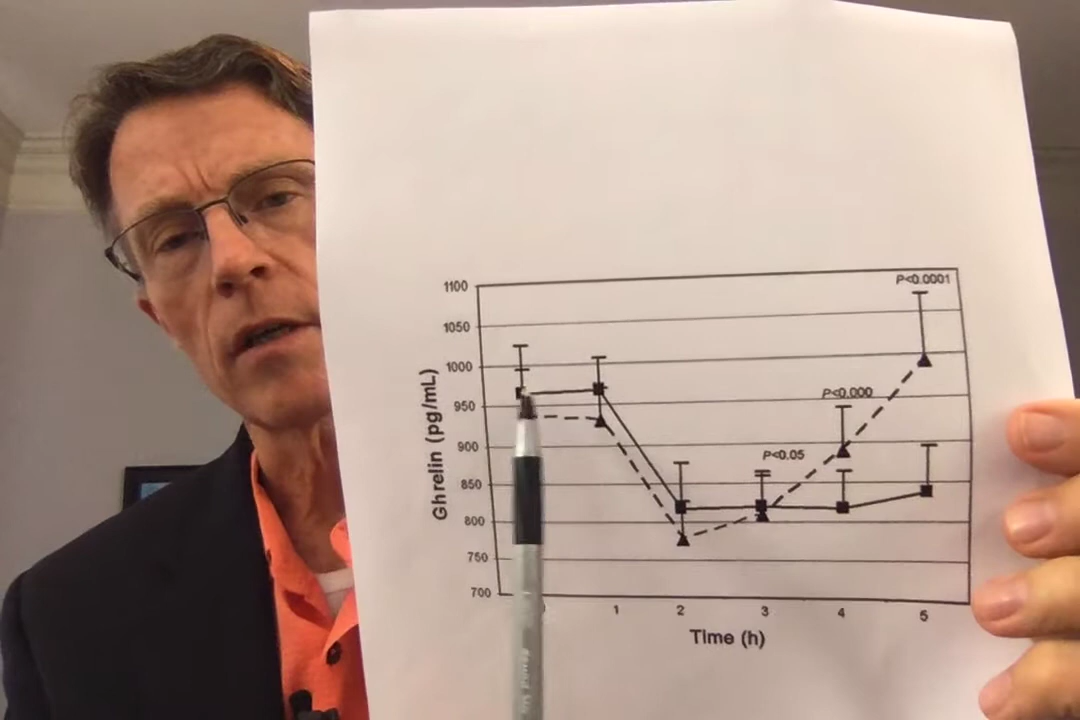 P<0.0001
1100
1050
1000
950
P<0.000
900
P<0.05
850
800
750
700
Ghrelin (pg/mL)
1 2 3 4 5
Time (h)